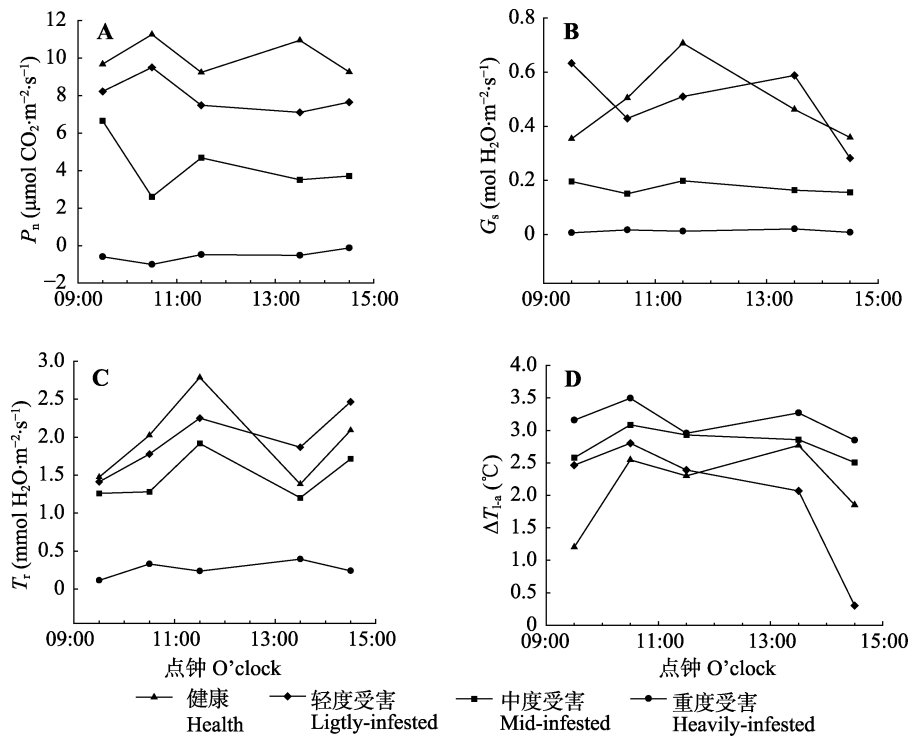 A
P_n (μmol CO₂·m⁻²·s⁻¹)
12
10
8
6
4
2
0
−2
09:00 11:00 13:00 15:00
B
G_s (mol H₂O·m⁻²·s⁻¹)
0.8
0.6
0.4
0.2
0
09:00 11:00 13:00 15:00
C
T_r (mmol H₂O·m⁻²·s⁻¹)
3.0
2.5
2.0
1.5
1.0
0.5
0
09:00 11:00 13:00 15:00
点钟 O’clock
D
ΔT_l-a (℃)
4.0
3.5
3.0
2.5
2.0
1.5
1.0
0.5
0
09:00 11:00 13:00 15:00
点钟 O’clock
健康
Health
轻度受害
Ligtly-infested
中度受害
Mid-infested
重度受害
Heavily-infested